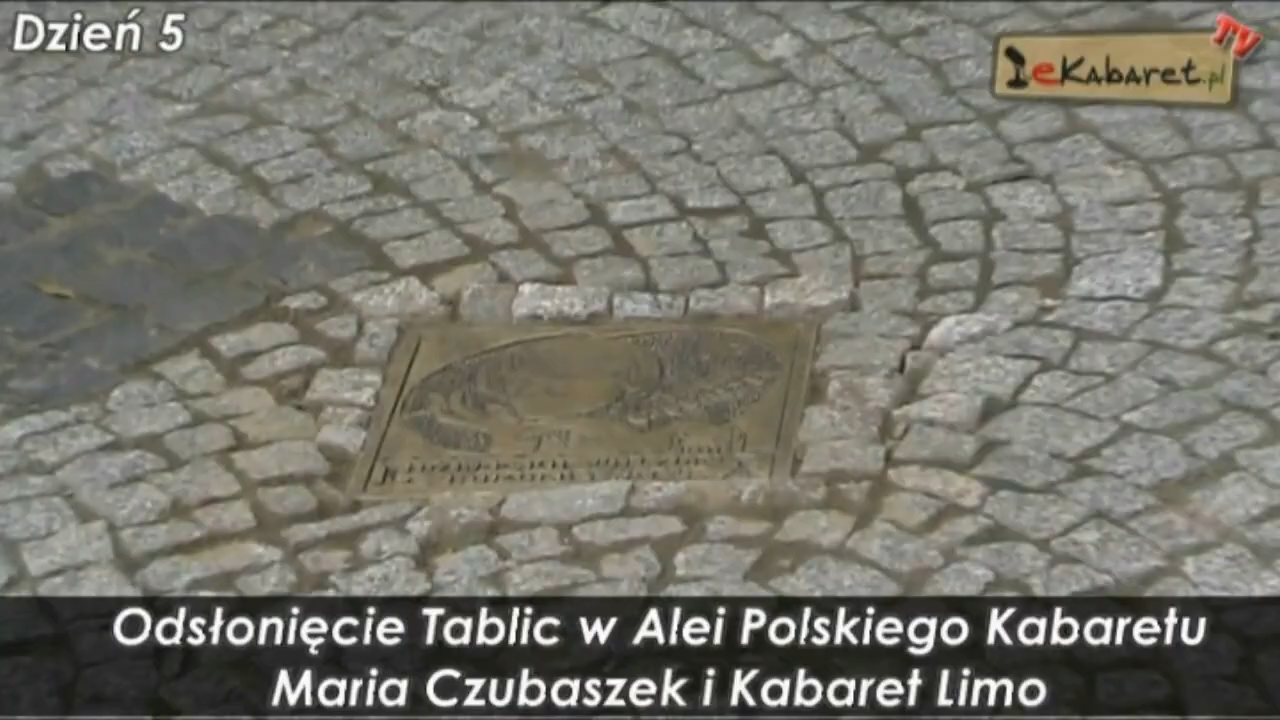 Dzień 5
TV
eKabaret.pl
Odsłonięcie Tablic w Alei Polskiego Kabaretu
Maria Czubaszek i Kabaret Limo